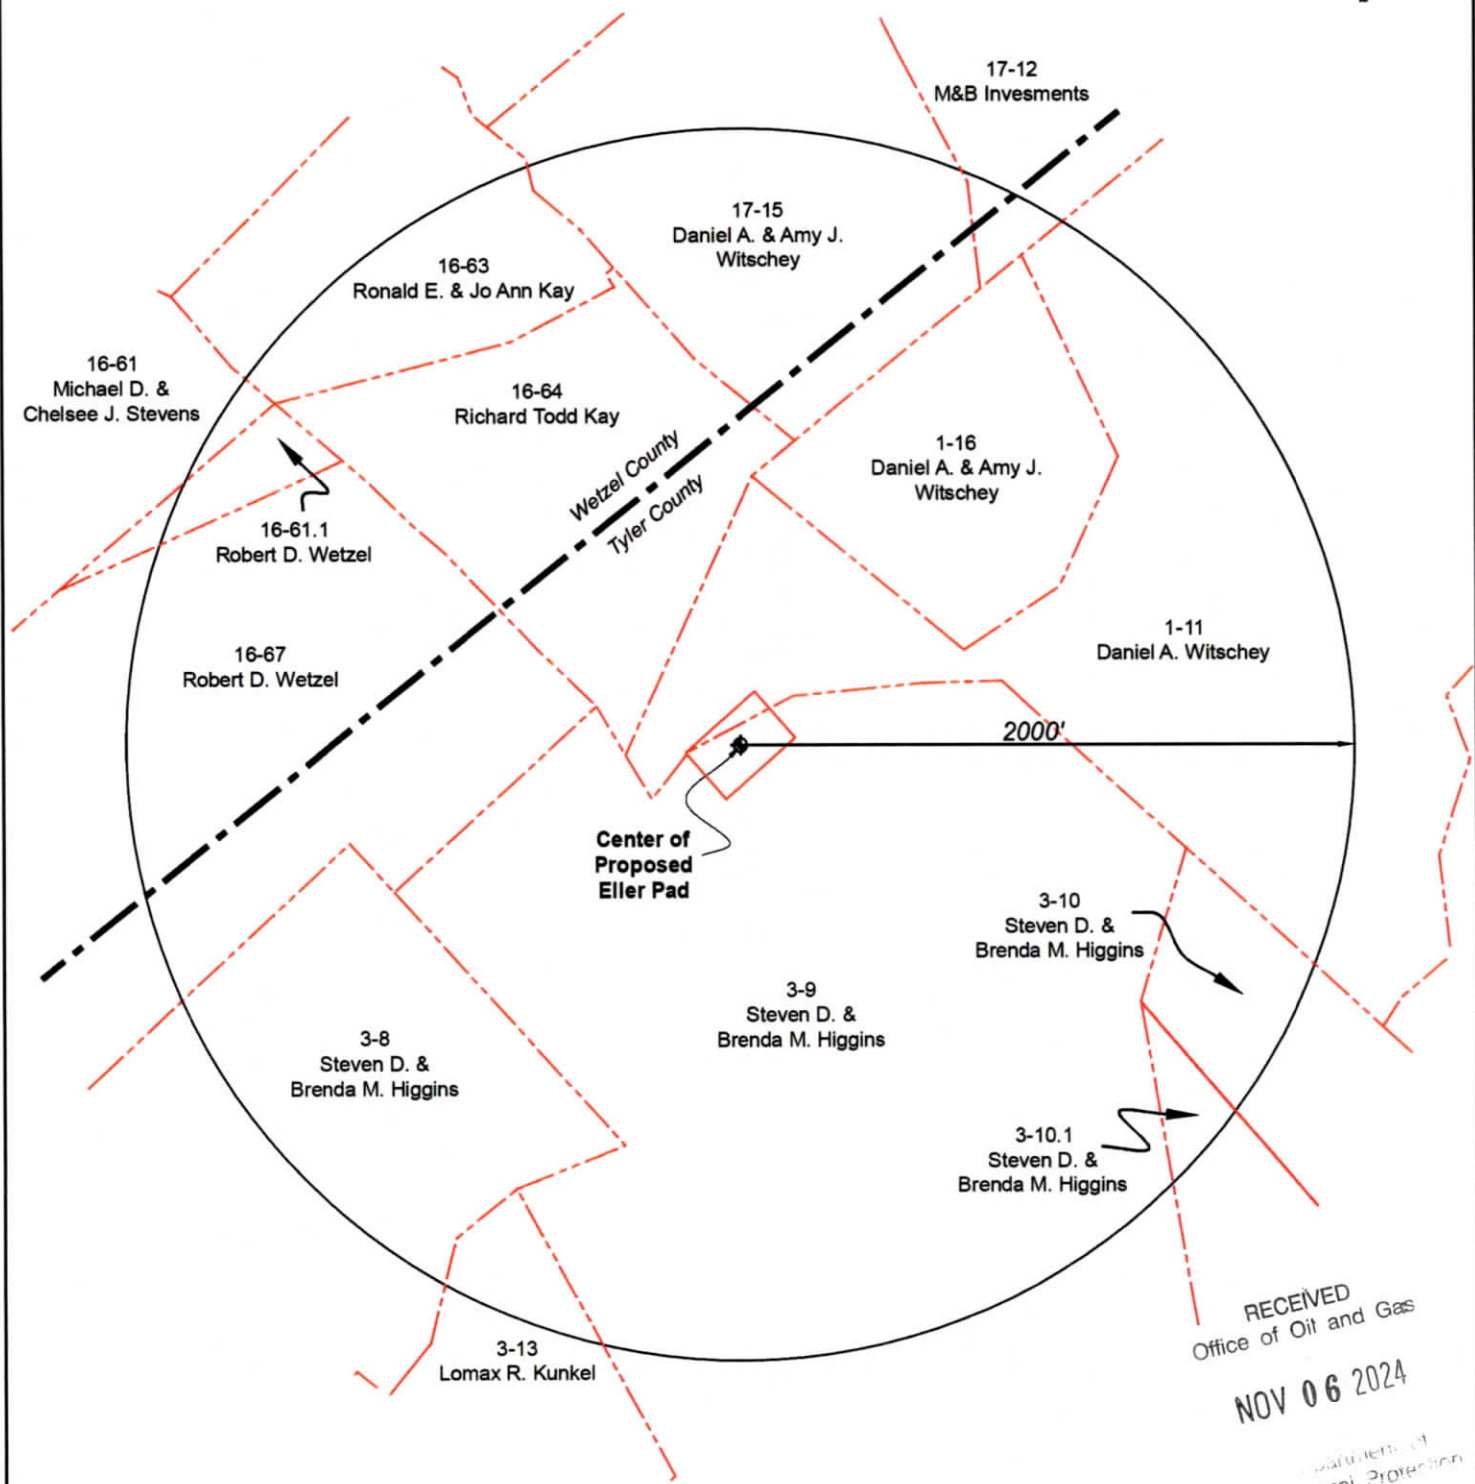 17-12
M&B Invesments
17-15
Daniel A. & Amy J.
Witschey
16-63
Ronald E. & Jo Ann Kay
16-61
Michael D. &
Chelsee J. Stevens
16-64
Richard Todd Kay
Wetzel County
Tyler County
1-16
Daniel A. & Amy J.
Witschey
16-61.1
Robert D. Wetzel
16-67
Robert D. Wetzel
1-11
Daniel A. Witschey
2000'
Center of
Proposed
Eller Pad
3-10
Steven D. &
Brenda M. Higgins
3-9
Steven D. &
Brenda M. Higgins
3-8
Steven D. &
Brenda M. Higgins
3-10.1
Steven D. &
Brenda M. Higgins
3-13
Lomax R. Kunkel
RECEIVED
Office of Oil and Gas
NOV 06 2024
of
Protection